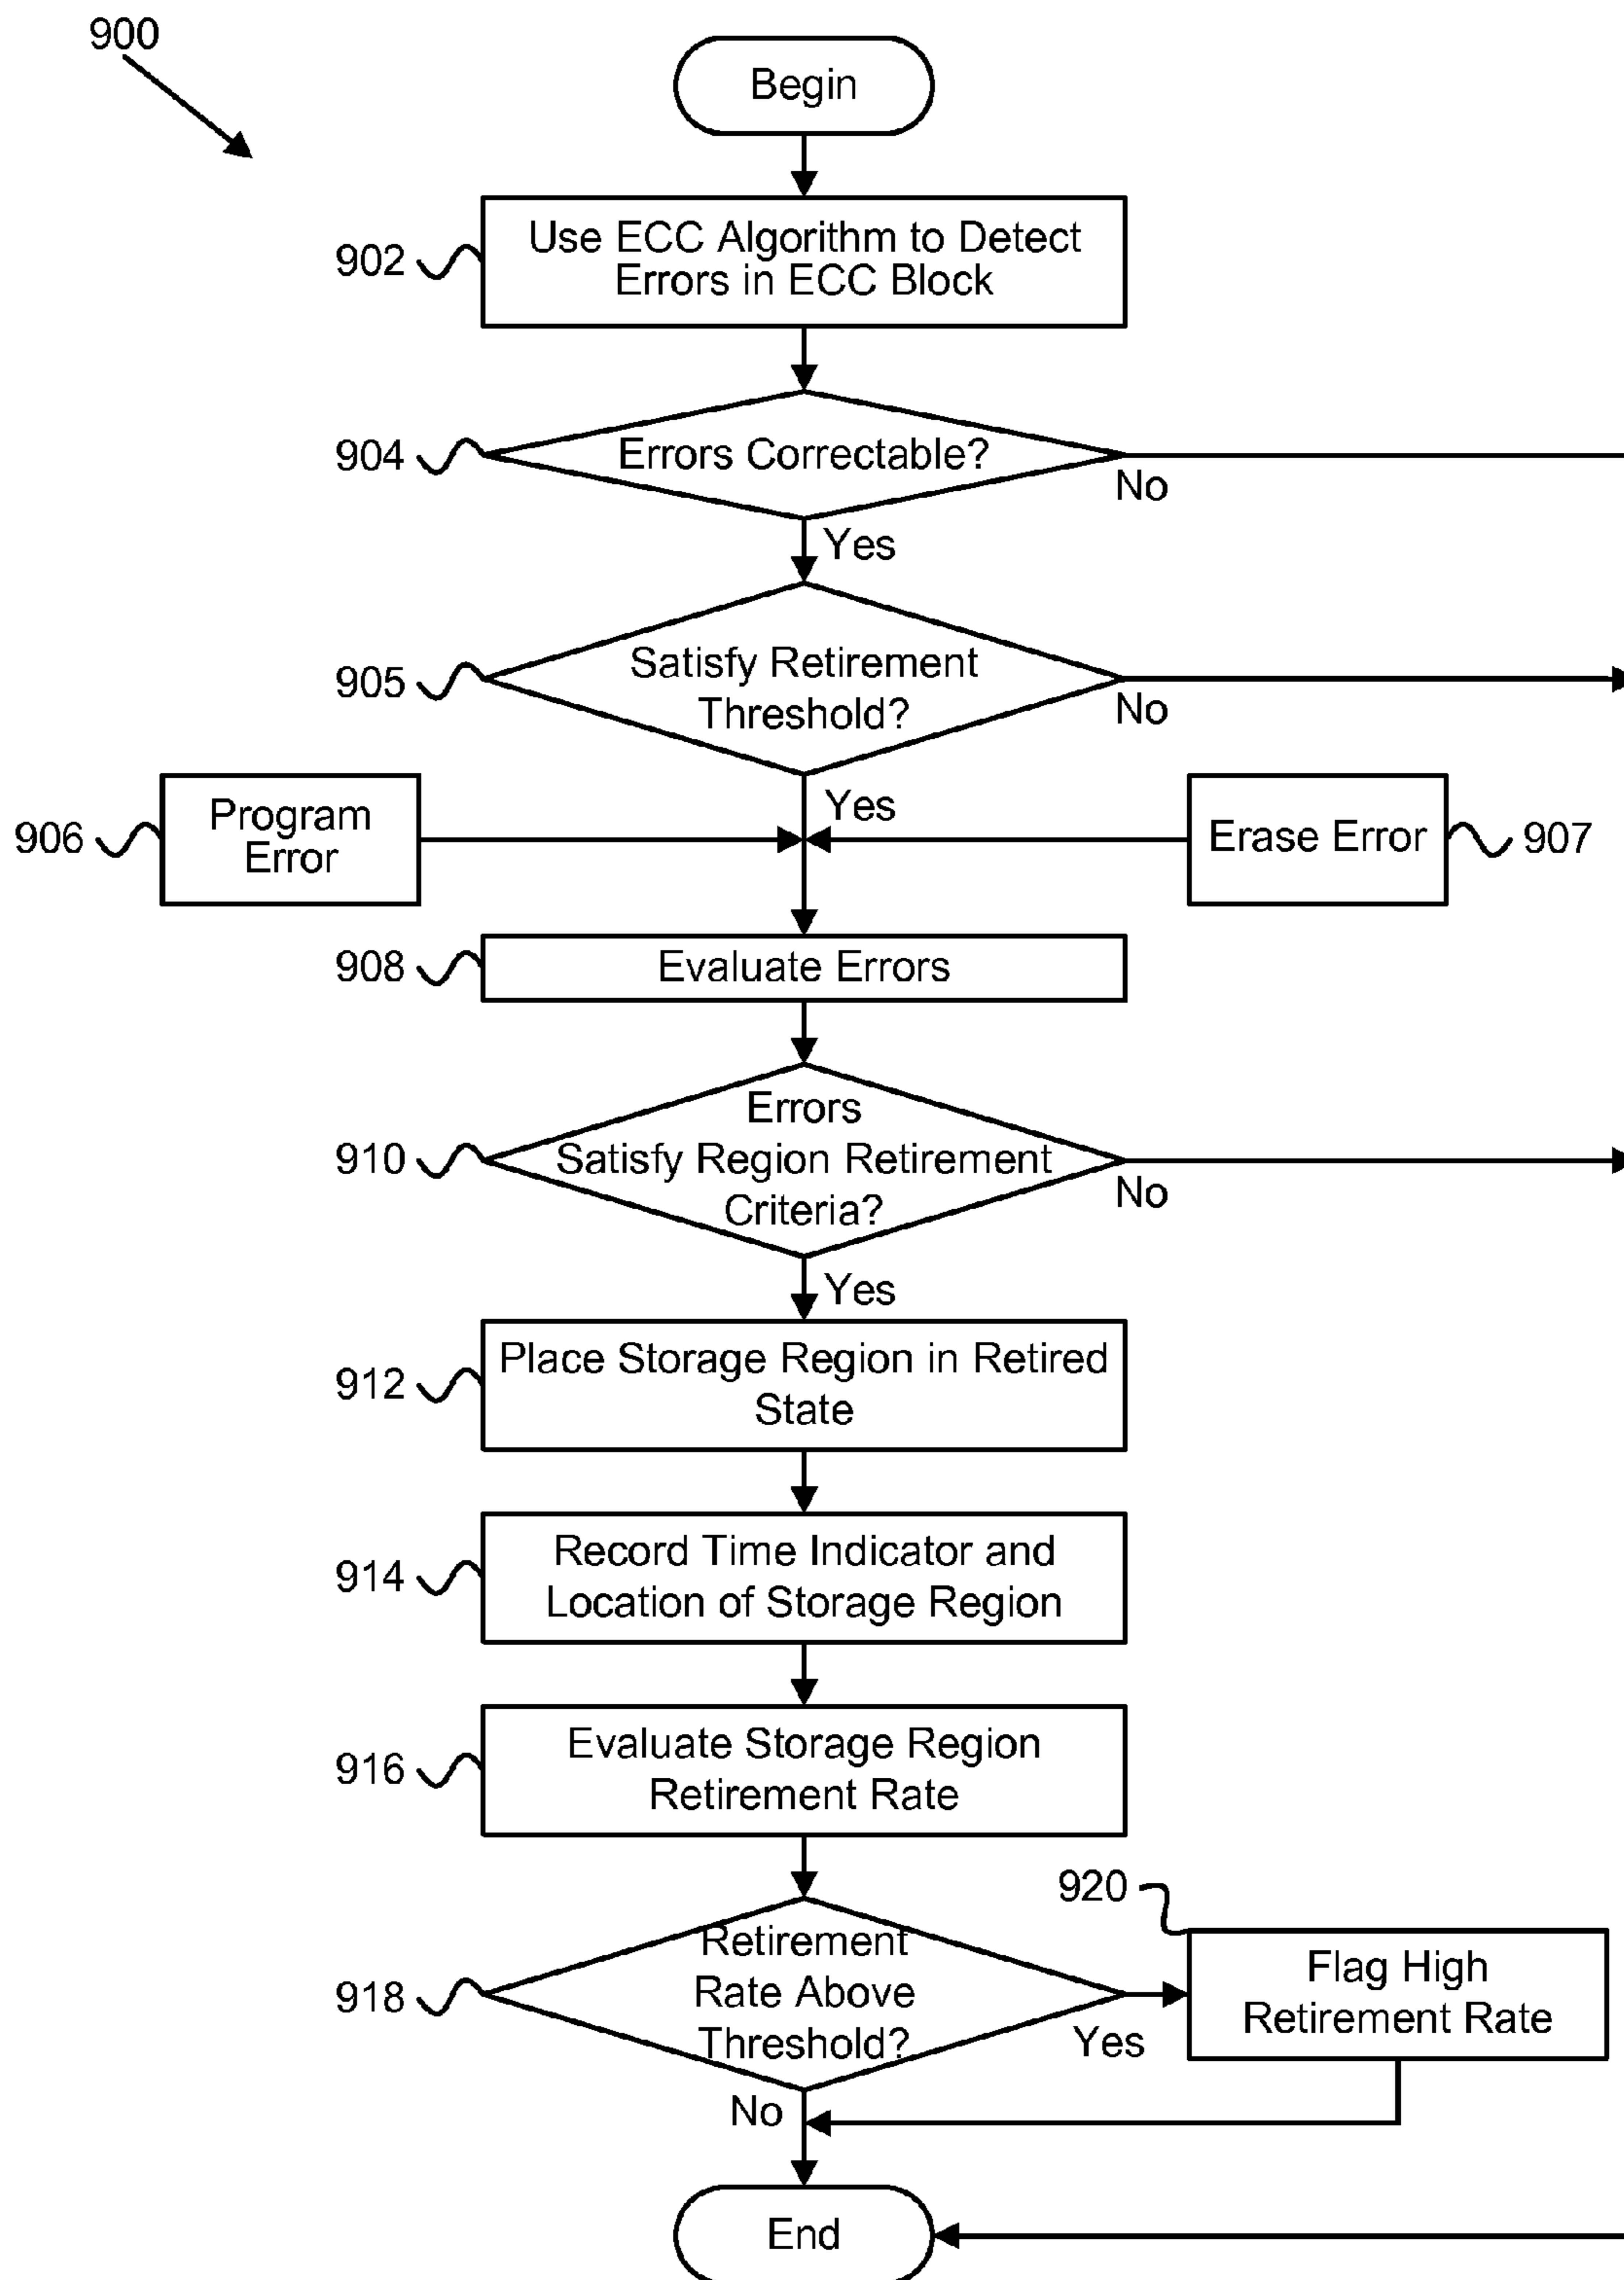 900
Begin
902
Use ECC Algorithm to Detect
Errors in ECC Block
904
Errors Correctable?
No
Yes
905
Satisfy Retirement
Threshold?
No
Yes
906
Program
Error
Erase Error
907
908
Evaluate Errors
910
Errors
Satisfy Region Retirement
Criteria?
No
Yes
912
Place Storage Region in Retired
State
914
Record Time Indicator and
Location of Storage Region
916
Evaluate Storage Region
Retirement Rate
918
Retirement
Rate Above
Threshold?
Yes
920
Flag High
Retirement Rate
No
End